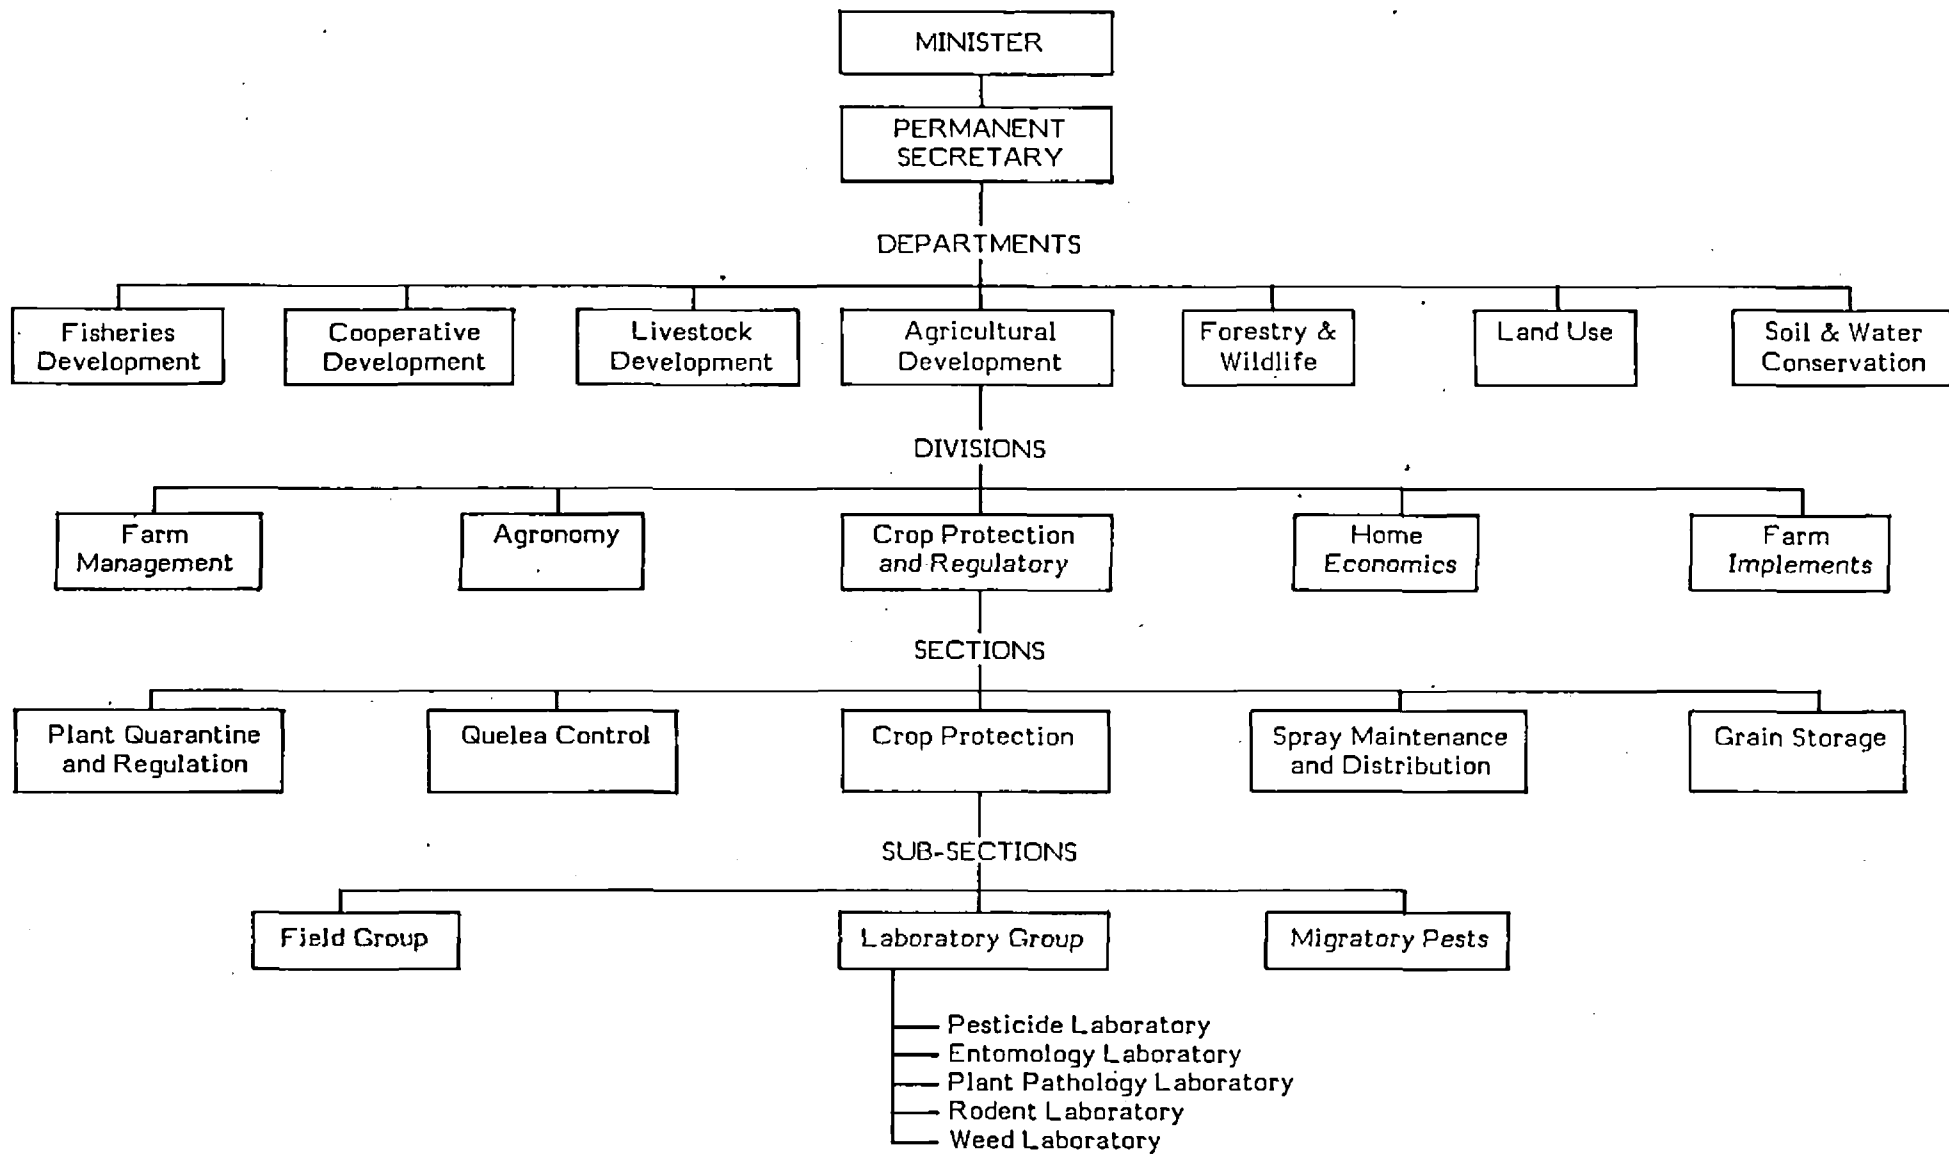 MINISTER
PERMANENT
SECRETARY
DEPARTMENTS
Fisheries
Development
Cooperative
Development
Livestock
Development
Agricultural
Development
Forestry &
Wildlife
Land Use
Soil & Water
Conservation
DIVISIONS
Farm
Management
Agronomy
Crop Protection
and Regulatory
Home
Economics
Farm
Implements
SECTIONS
Plant Quarantine
and Regulation
Quelea Control
Crop Protection
Spray Maintenance
and Distribution
Grain Storage
SUB-SECTIONS
Field Group
Laboratory Group
Migratory Pests
Pesticide Laboratory
Entomology Laboratory
Plant Pathology Laboratory
Rodent Laboratory
Weed Laboratory